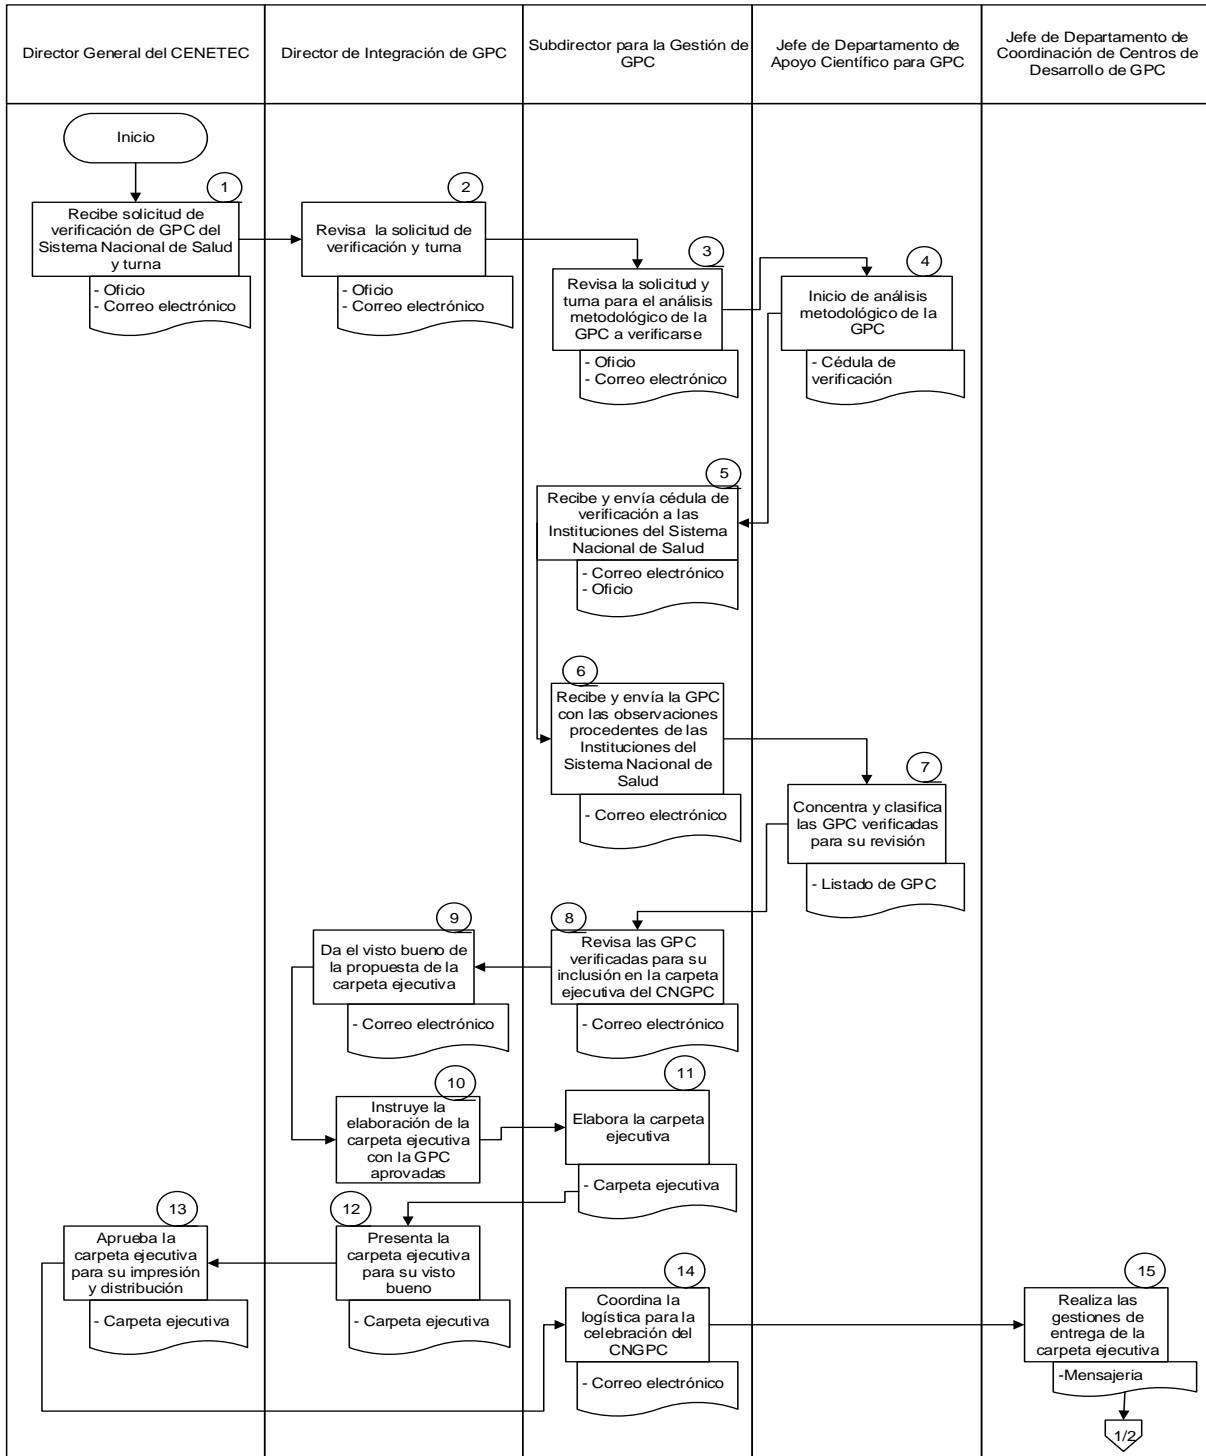 Director General del CENETEC
Director de Integración de GPC
Subdirector para la Gestión de
GPC
Jefe de Departamento de
Apoyo Científico para GPC
Jefe de Departamento de
Coordinación de Centros de
Desarrollo de GPC
Inicio
1
Recibe solicitud de
verificación de GPC del
Sistema Nacional de Salud
y turna
- Oficio
- Correo electrónico
2
Revisa la solicitud de
verificación y turna
- Oficio
- Correo electrónico
3
Revisa la solicitud y
turna para el análisis
metodológico de la
GPC a verificarse
- Oficio
- Correo electrónico
4
Inicio de análisis
metodológico de la
GPC
- Cédula de
verificación
5
Recibe y envía cédula de
verificación a las
Instituciones del Sistema
Nacional de Salud
- Correo electrónico
- Oficio
6
Recibe y envía la GPC
con las observaciones
procedentes de las
Instituciones del
Sistema Nacional de
Salud
- Correo electrónico
7
Concentra y clasifica
las GPC verificadas
para su revisión
- Listado de GPC
8
Revisa las GPC
verificadas para su
inclusión en la carpeta
ejecutiva del CNGPC
- Correo electrónico
9
Da el visto bueno de
la propuesta de la
carpeta ejecutiva
- Correo electrónico
10
Instruye la
elaboración de la
carpeta ejecutiva
con la GPC
aprovadas
11
Elabora la carpeta
ejecutiva
- Carpeta ejecutiva
12
Presenta la
carpeta ejecutiva
para su visto
bueno
- Carpeta ejecutiva
13
Aprueba la
carpeta ejecutiva
para su impresión
y distribución
- Carpeta ejecutiva
14
Coordina la
logística para la
celebración del
CNGPC
- Correo electrónico
15
Realiza las
gestiones de
entrega de la
carpeta ejecutiva
-Mensajeria
1/2